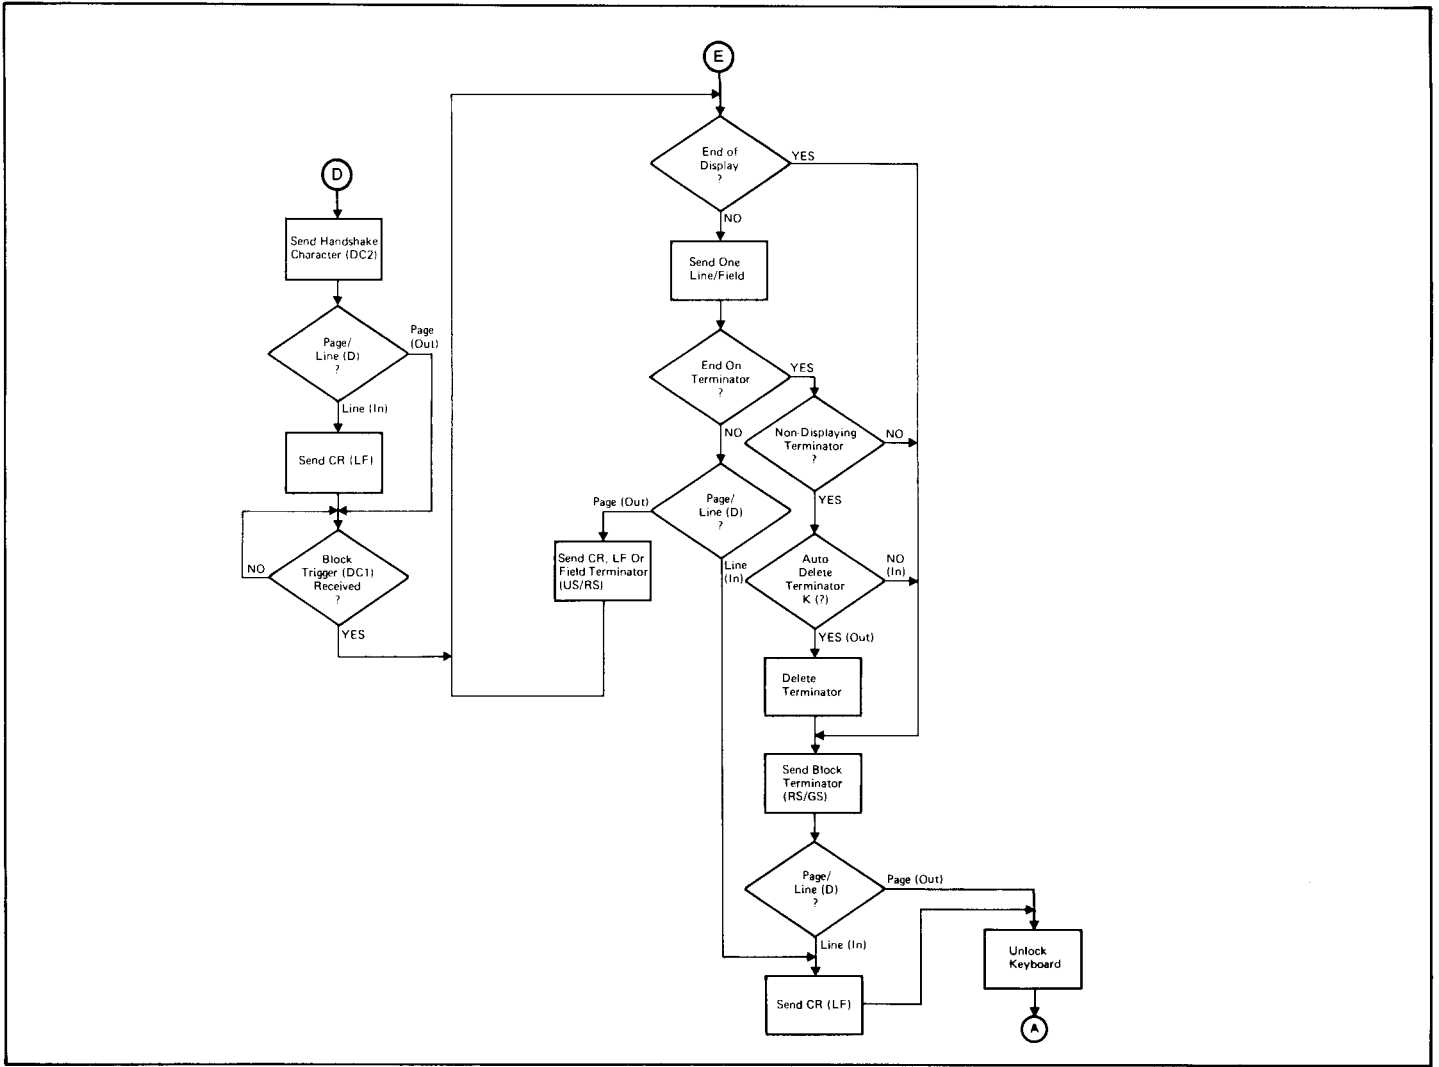 E
End of
Display
?
YES
NO
D
Send Handshake
Character (DC2)
Page/
Line (D)
?
Page
(Out)
Line (In)
Send CR (LF)
Block
Trigger (DC1)
Received
?
NO
YES
Send One
Line/Field
End On
Terminator
?
YES
NO
Non-Displaying
Terminator
?
NO
YES
Page/
Line (D)
?
Page (Out)
Line
(In)
Send CR, LF Or
Field Terminator
(US/RS)
Auto
Delete
Terminator
K (?)
NO
(In)
YES (Out)
Delete
Terminator
Send Block
Terminator
(RS/GS)
Page/
Line (D)
?
Page (Out)
Line (In)
Send CR (LF)
Unlock
Keyboard
A